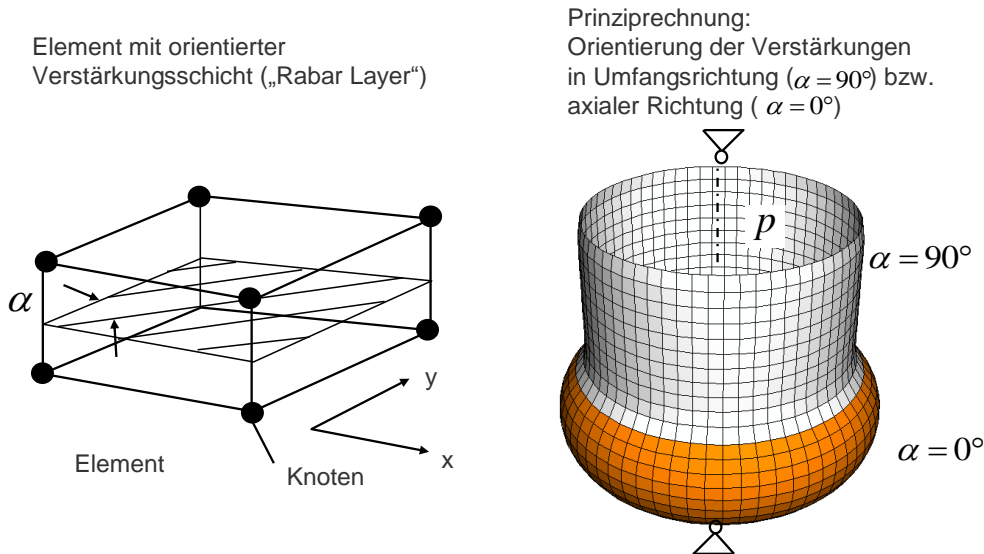 Element mit orientierter
Verstärkungsschicht („Rabar Layer“)
α
y
x
Element
Knoten
Prinziprechnung:
Orientierung der Verstärkungen
in Umfangsrichtung (α = 90°) bzw.
axialer Richtung ( α = 0°)
p
α = 90°
α = 0°